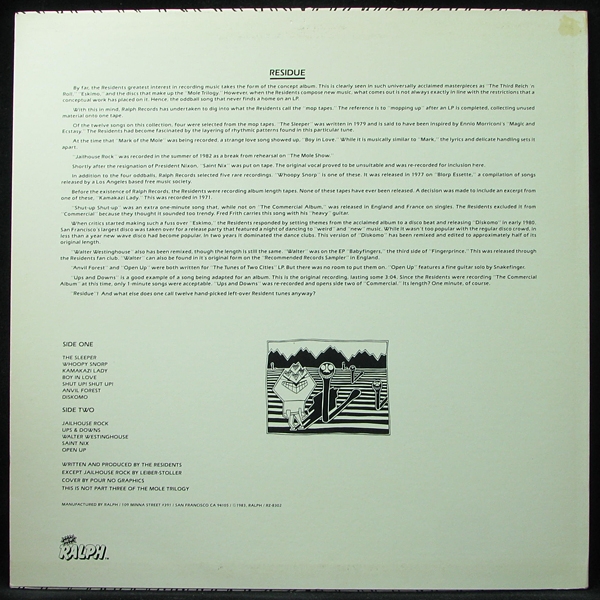 RESIDUE
By far, the Residents greatest interest in recording music takes the form of the concept album. This is clearly seen in such universally acclaimed masterpieces as "The Third Reich 'n
Roll," "Eskimo," and the discs that make up the "Mole Trilogy." However, when the Residents compose new music, what comes out is not always exactly in line with the restrictions that a
conceptual work has placed on it. Hence, the oddball song that never finds a home on an LP.
With this in mind, Ralph Records has undertaken to dig into what the Residents call the "mop tapes." The reference is to "mopping up" after an LP is completed, collecting unused
material onto one tape.
Of the twelve songs on this collection, four were selected from the mop tapes. "The Sleeper" was written in 1979 and is said to have been inspired by Ennio Morriconi's "Magic and
Ecstasy." The Residents had become fascinated by the layering of rhythmic patterns found in this particular tune.
At the time that "Mark of the Mole" was being recorded, a strange love song showed up, "Boy in Love." While it is musically similar to "Mark," the lyrics and delicate handling sets it
apart.
"Jailhouse Rock" was recorded in the summer of 1982 as a break from rehearsal on "The Mole Show."
Shortly after the resignation of President Nixon, "Saint Nix" was put on tape. The original vocal proved to be unsuitable and was re-recorded for inclusion here.
In addition to the four oddballs, Ralph Records selected five rare recordings. "Whoopy Snorp" is one of these. It was released in 1977 on "Blorp Esette," a compilation of songs
released by a Los Angeles based free music society.
Before the existence of Ralph Records, the Residents were recording album length tapes. None of these tapes have ever been released. A decision was made to include an excerpt from
one of these, "Kamakazi Lady." This was recorded in 1971.
"Shut-up Shut-up" was an extra one-minute song that, while not on "The Commercial Album," was released in England and France on singles. The Residents excluded it from
"Commercial" because they thought it sounded too trendy. Fred Frith carries this song with his "heavy" guitar.
When critics started making such a fuss over "Eskimo," the Residents responded by setting themes from the acclaimed album to a disco beat and releasing "Diskomo" in early 1980.
San Francisco's largest disco was taken over for a release party that featured a night of dancing to "weird" and "new" music. While it wasn't too popular with the regular disco crowd, in
less than a year new wave disco had become popular. In two years it dominated the dance clubs. This version of "Diskomo" has been remixed and edited to approximately half of its
original length.
"Walter Westinghouse" also has been remixed, though the length is still the same. "Walter" was on the EP "Babyfingers," the third side of "Fingerprince." This was released through
the Residents fan club. "Walter" can also be found in it's original form on the "Recommended Records Sampler" in England.
"Anvil Forest" and "Open Up" were both written for "The Tunes of Two Cities" LP. But there was no room to put them on. "Open Up" features a fine guitar solo by Snakefinger.
"Ups and Downs" is a good example of a song being adapted for an album. This is the original recording, lasting some 3:04. Since the Residents were recording "The Commercial
Album" at this time, only 1 minute songs were acceptable. "Ups and Downs" was re-recorded and opens side two of "Commercial." Its length? One minute, of course.
"Residue"? And what else does one call twelve hand-picked left-over Resident tunes anyway?
SIDE ONE
THE SLEEPER
WHOOPY SNORP
KAMAKAZI LADY
BOY IN LOVE
SHUT UP! SHUT UP!
ANVIL FOREST
DISKOMO
SIDE TWO
JAILHOUSE ROCK
UPS & DOWNS
WALTER WESTINGHOUSE
SAINT NIX
OPEN UP
WRITTEN AND PRODUCED BY THE RESIDENTS
EXCEPT JAILHOUSE ROCK BY LEIBER-STOLLER
COVER BY POUR NO GRAPHICS
THIS IS NOT PART THREE OF THE MOLE TRILOGY
MANUFACTURED BY RALPH / 109 MINNA STREET #391 / SAN FRANCISCO CA 94105 / ⓟ1983, RALPH / RZ-8302
RALPH